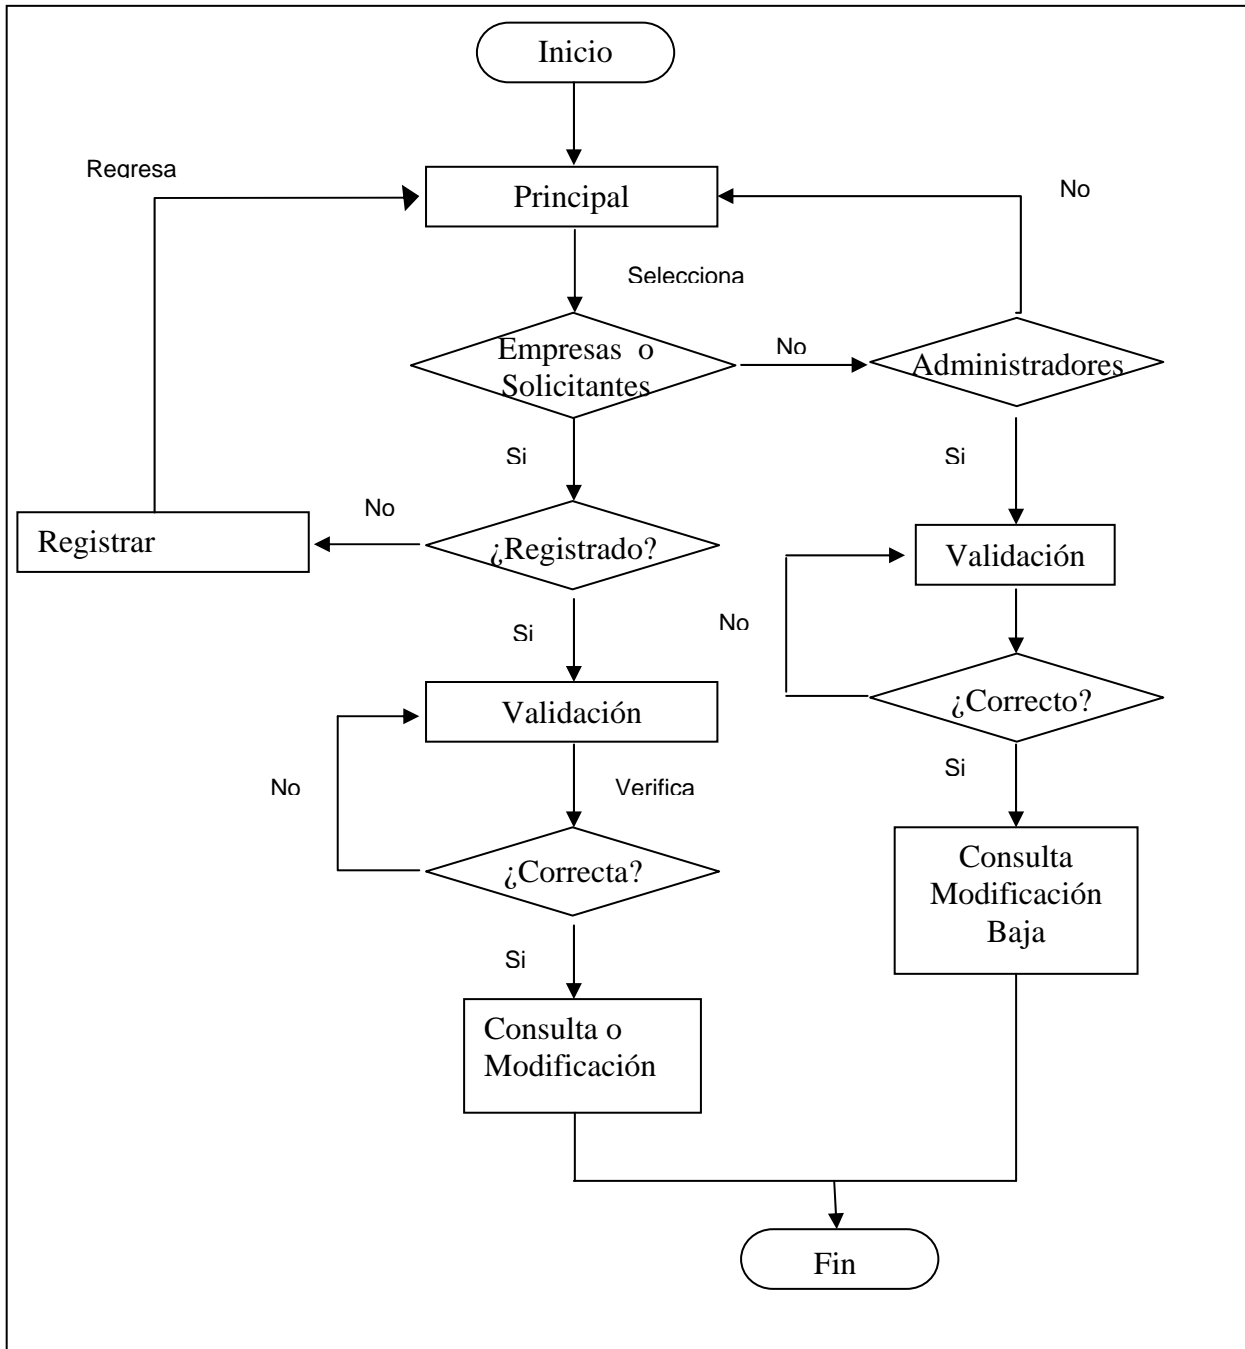 Inicio
Regresa
Principal
No
Selecciona
Empresas o
Solicitantes
No
Administradores
Si
Si
Registrar
No
¿Registrado?
Validación
Si
No
Validación
¿Correcto?
No
Verifica
Si
¿Correcta?
Consulta
Modificación
Baja
Si
Consulta o
Modificación
Fin